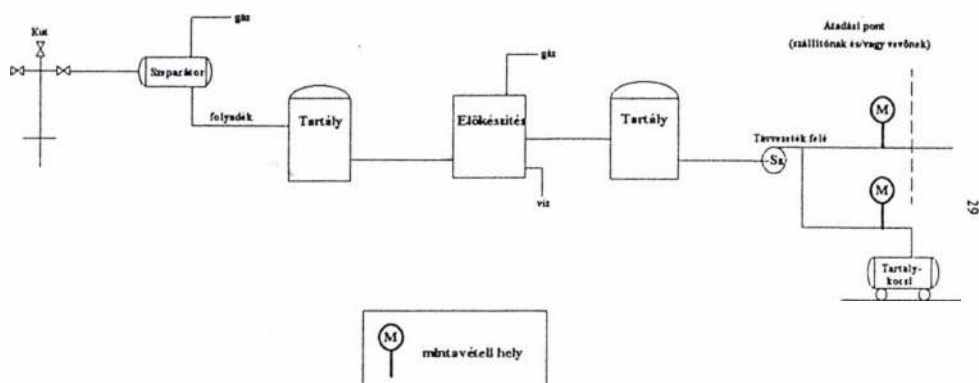 Kút
gáz
Szeparátor
folyadék
Tartály
gáz
Előkészítés
víz
Tartály
Átadási pont
(szállítónak és/vagy vevőnek)
M
Távvezeték felé
Sz
M
Tartály-
kocsi
29
M
mintavételi hely